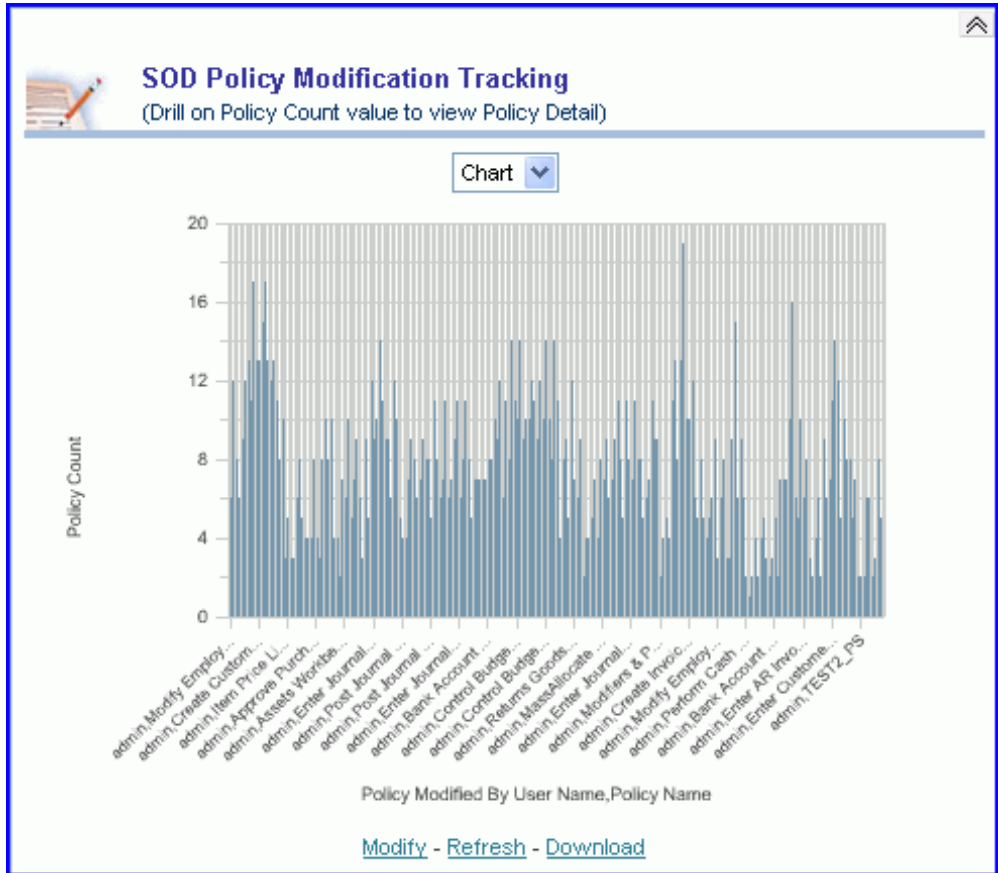 SOD Policy Modification Tracking
(Drill on Policy Count value to view Policy Detail)
Chart
20
16
12
8
4
0
Policy Count
admin,Modify Employ...
admin,Create Custom...
admin,Item Price Li...
admin,Approve Purch...
admin,Assets Workbe...
admin,Enter Journal...
admin,Post Journal ...
admin,Post Journal ...
admin,Enter Journal...
admin,Bank Account ...
admin,Control Budge...
admin,Control Budge...
admin,Returns Goods...
admin,MassAllocate ...
admin,Enter Journal...
admin,Modifiers & P...
admin,Create Invoic...
admin,Modify Employ...
admin,Perform Cash ...
admin,Bank Account ...
admin,Enter AR Invo...
admin,Enter Custome...
admin,TEST2_PS
Policy Modified By User Name,Policy Name
Modify - Refresh - Download